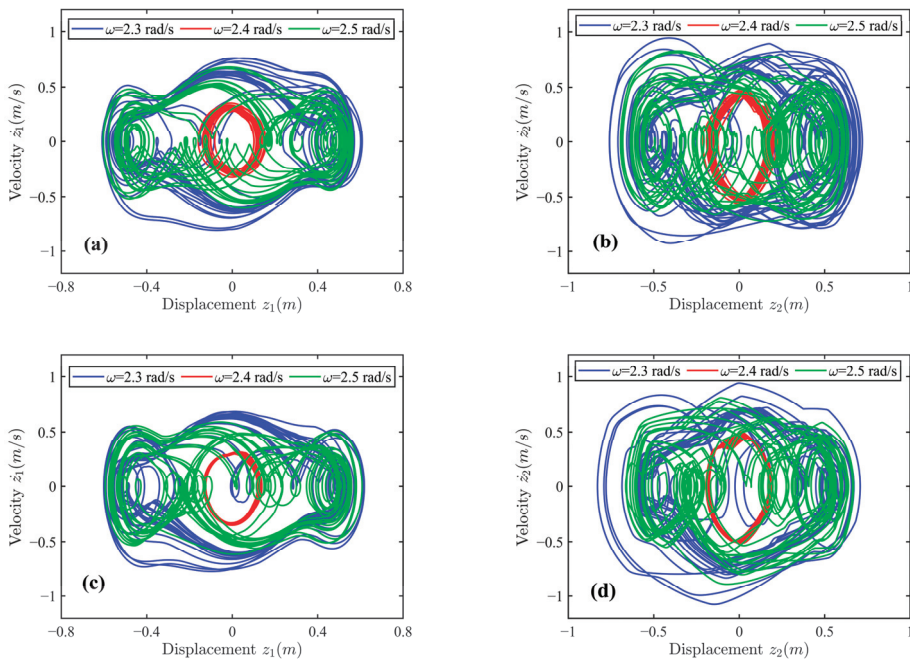 ω=2.3 rad/s ω=2.4 rad/s ω=2.5 rad/s
1
0.5
0
−0.5
−1
Velocity ż₁(m/s)
(a)
−0.8 −0.4 0 0.4 0.8
Displacement z₁(m)
ω=2.3 rad/s ω=2.4 rad/s ω=2.5 rad/s
1
0.5
0
−0.5
−1
Velocity ż₂(m/s)
(b)
−1 −0.5 0 0.5 1
Displacement z₂(m)
ω=2.3 rad/s ω=2.4 rad/s ω=2.5 rad/s
1
0.5
0
−0.5
−1
Velocity ż₁(m/s)
(c)
−0.8 −0.4 0 0.4 0.8
Displacement z₁(m)
ω=2.3 rad/s ω=2.4 rad/s ω=2.5 rad/s
1
0.5
0
−0.5
−1
Velocity ż₂(m/s)
(d)
−1 −0.5 0 0.5 1
Displacement z₂(m)